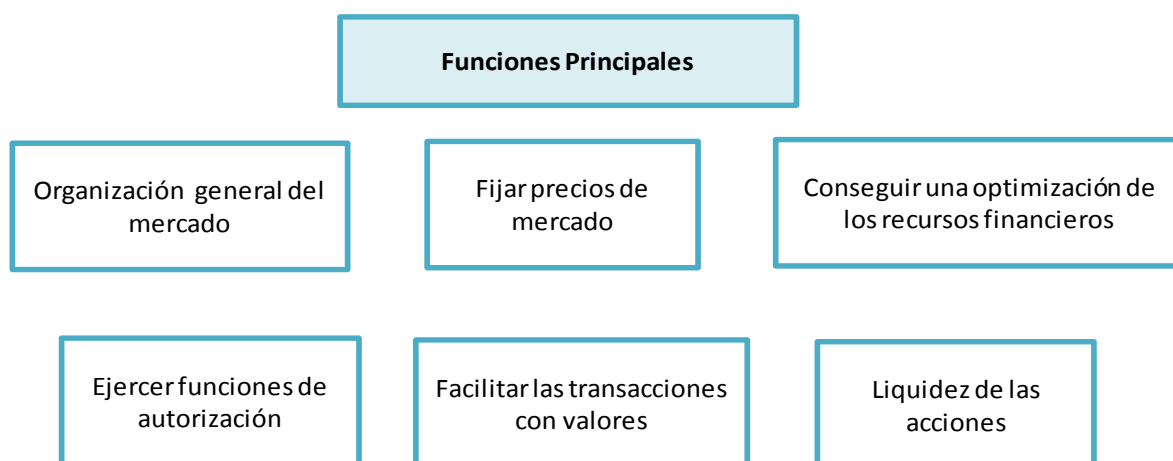 Funciones Principales
Organización general del
mercado
Fijar precios de
mercado
Conseguir una optimización de
los recursos financieros
Ejercer funciones de
autorización
Facilitar las transacciones
con valores
Liquidez de las
acciones